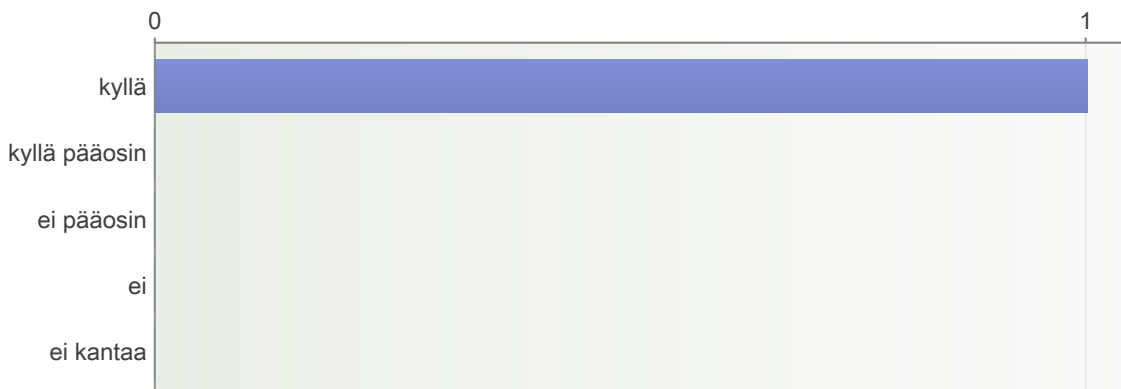 0 1
kyllä
kyllä pääosin
ei pääosin
ei
ei kantaa